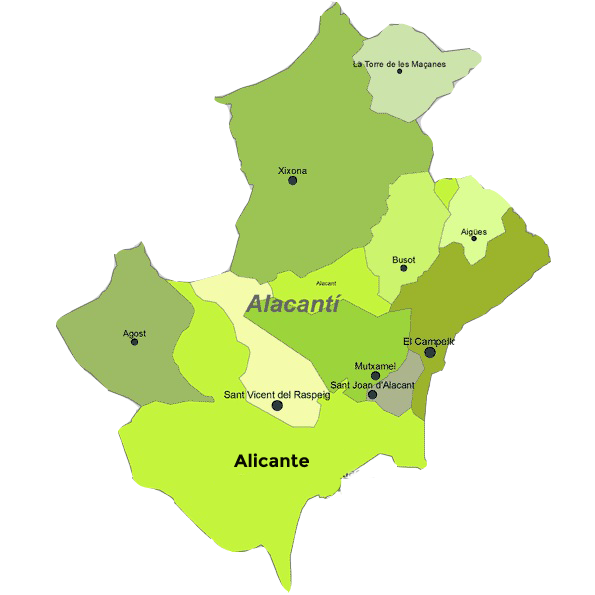 La Torre de les Maçanes
Xixona
Aigües
Busot
Alacant
Alacantí
Agost
El Campello
Mutxamel
Sant Joan d'Alacant
Sant Vicent del Raspeig
Alicante